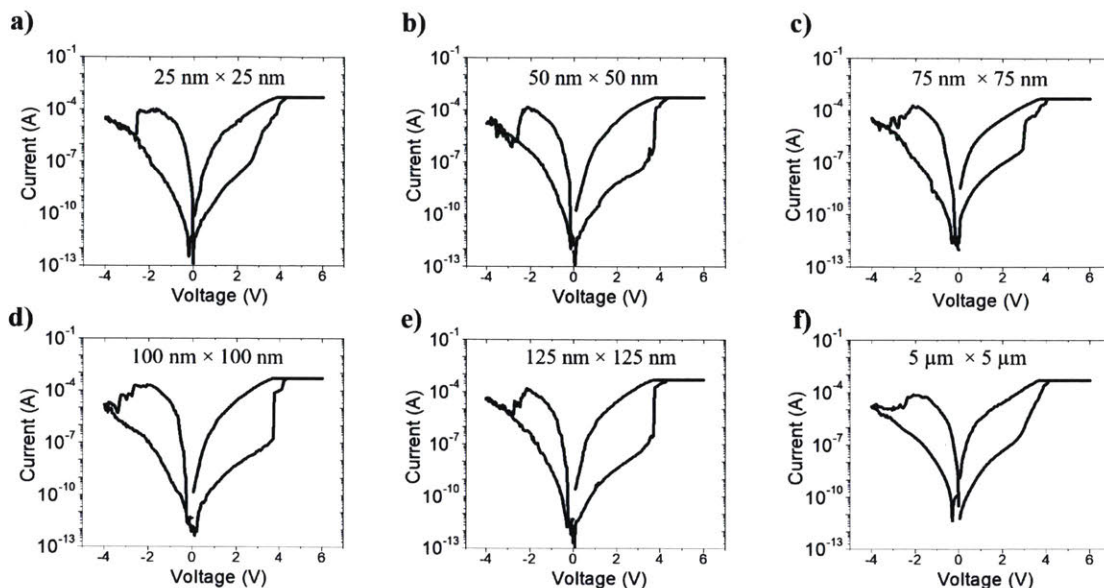 a)
25 nm × 25 nm
Current (A)
10⁻¹
10⁻⁴
10⁻⁷
10⁻¹⁰
10⁻¹³
-4 -2 0 2 4 6
Voltage (V)
b)
50 nm × 50 nm
Current (A)
10⁻¹
10⁻⁴
10⁻⁷
10⁻¹⁰
10⁻¹³
-4 -2 0 2 4 6
Voltage (V)
c)
75 nm × 75 nm
Current (A)
10⁻¹
10⁻⁴
10⁻⁷
10⁻¹⁰
10⁻¹³
-4 -2 0 2 4 6
Voltage (V)
d)
100 nm × 100 nm
Current (A)
10⁻¹
10⁻⁴
10⁻⁷
10⁻¹⁰
10⁻¹³
-4 -2 0 2 4 6
Voltage (V)
e)
125 nm × 125 nm
Current (A)
10⁻¹
10⁻⁴
10⁻⁷
10⁻¹⁰
10⁻¹³
-4 -2 0 2 4 6
Voltage (V)
f)
5 μm × 5 μm
Current (A)
10⁻¹
10⁻⁴
10⁻⁷
10⁻¹⁰
10⁻¹³
-4 -2 0 2 4 6
Voltage (V)